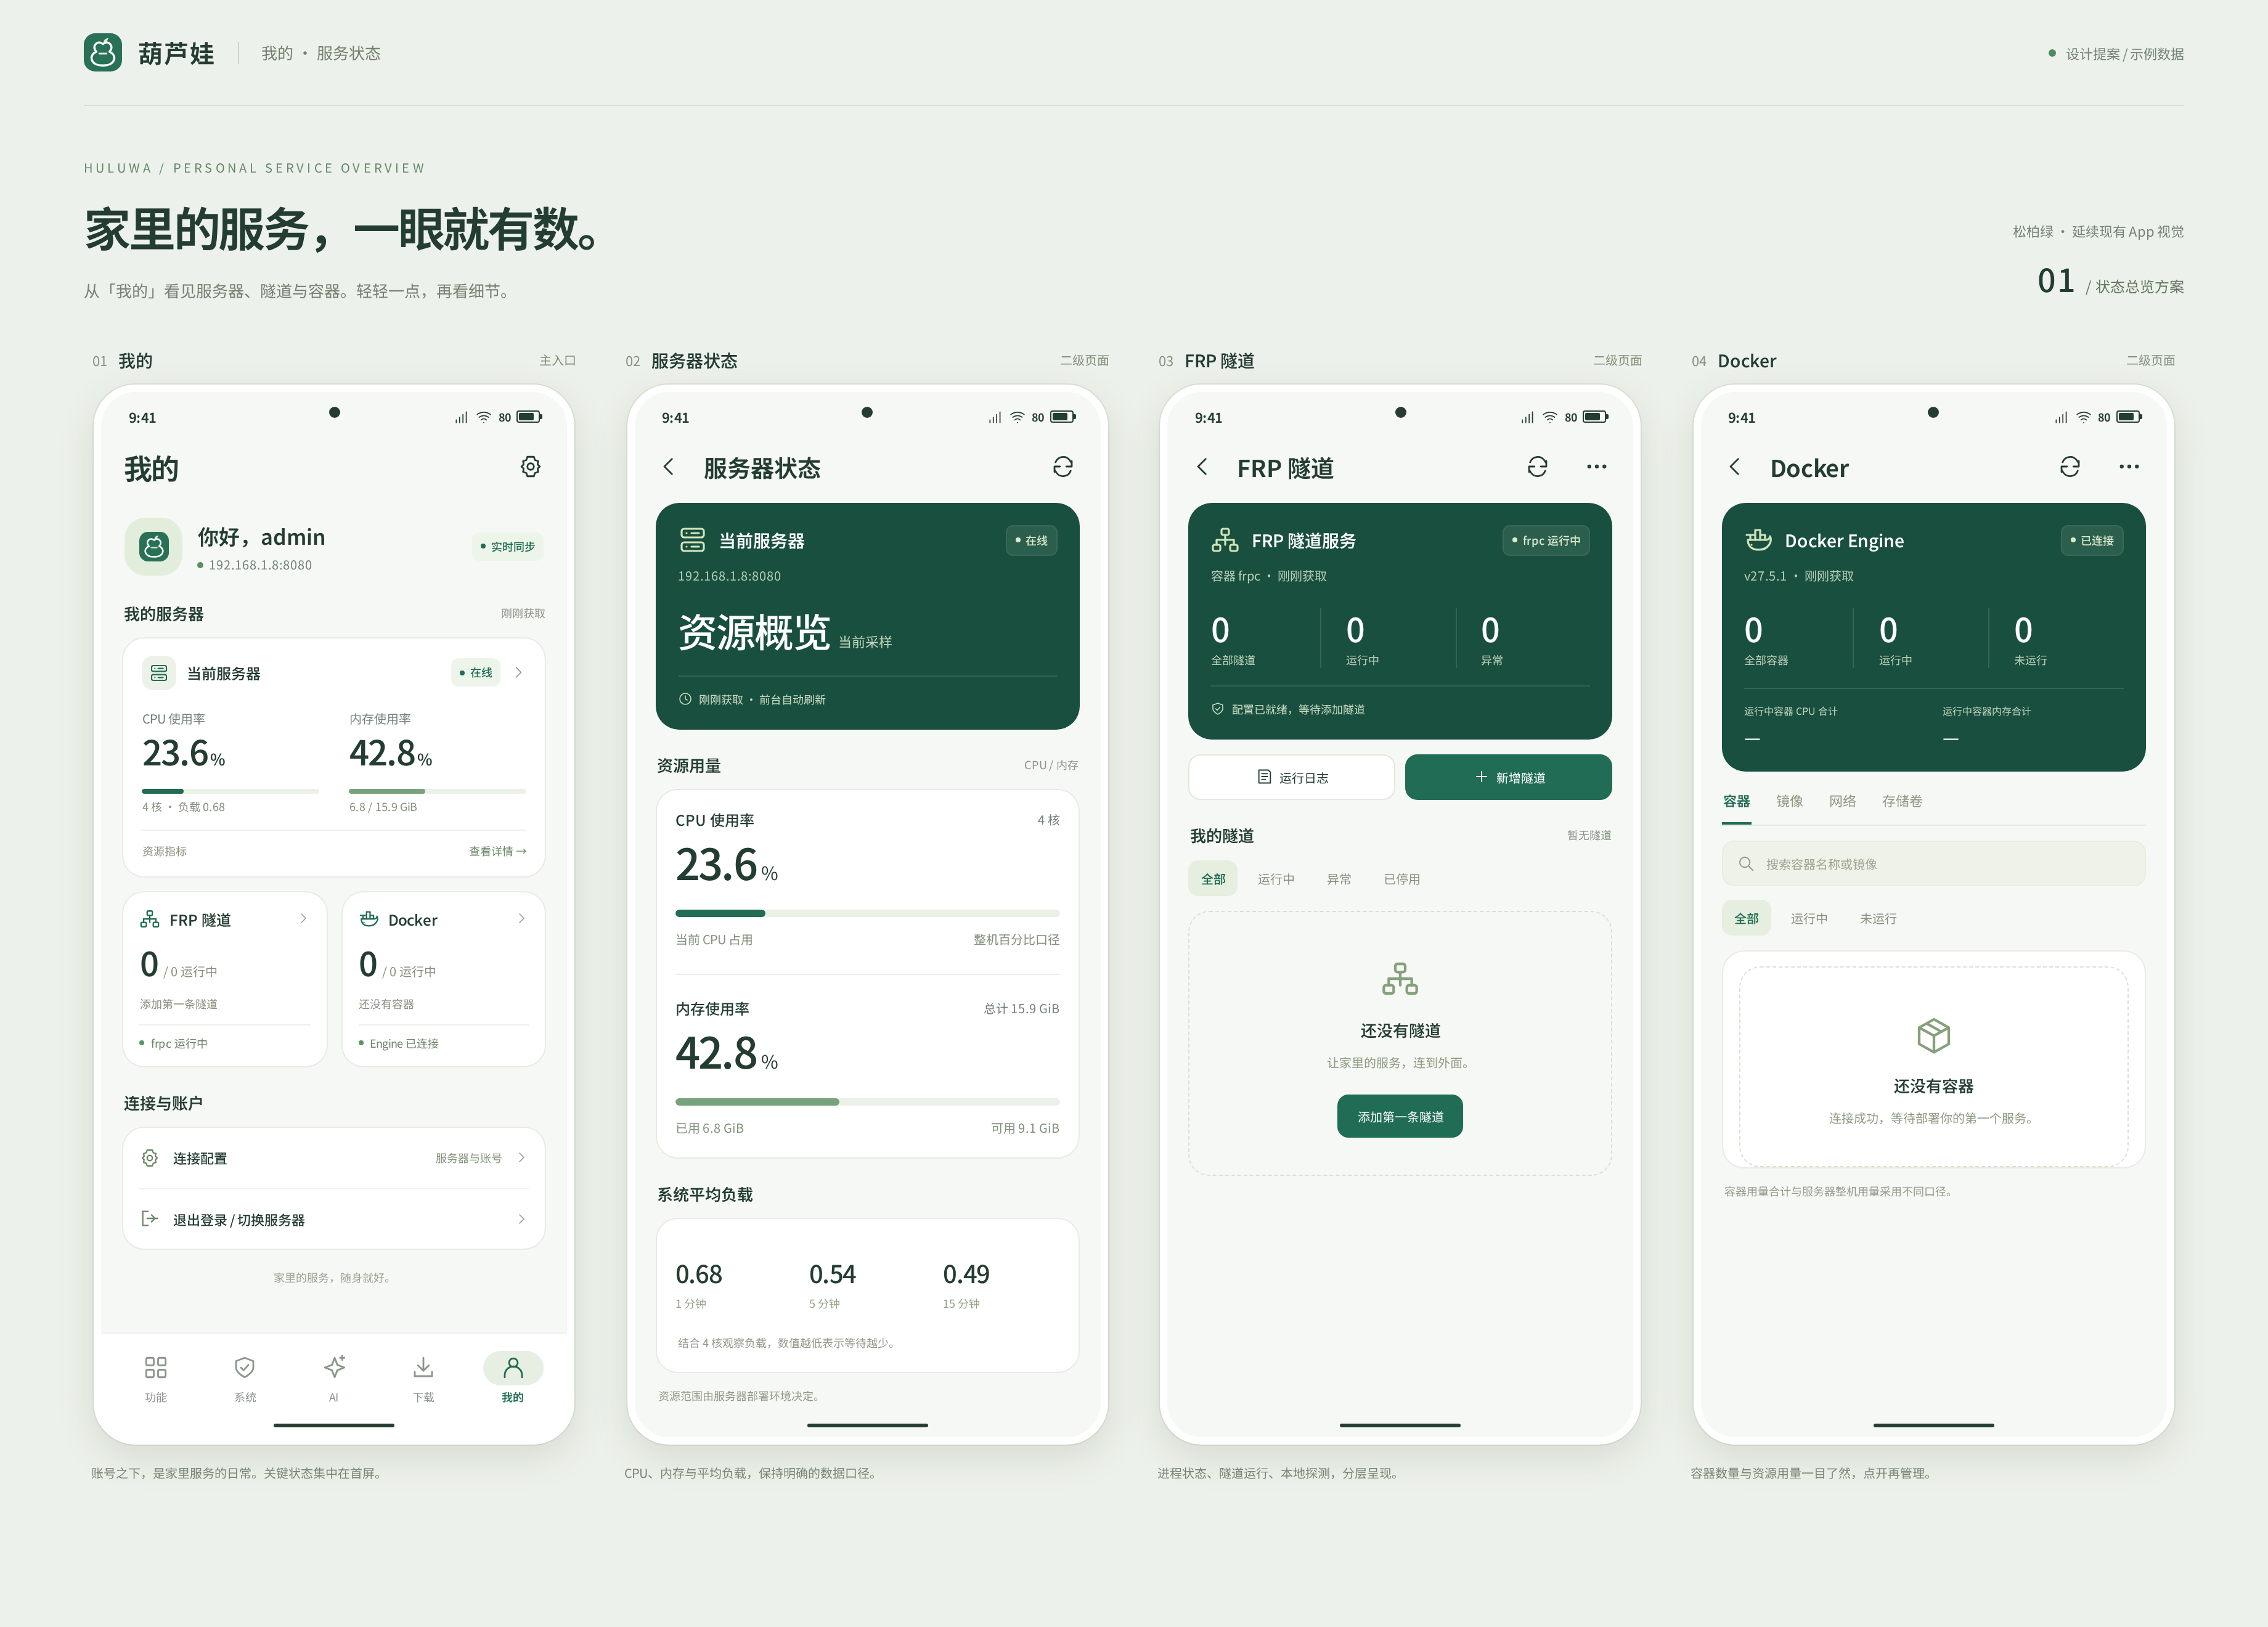 葫芦娃
我的 · 服务状态
设计提案 / 示例数据
HULUWA / PERSONAL SERVICE OVERVIEW
家里的服务，一眼就有数。
从「我的」看见服务器、隧道与容器。轻轻一点，再看细节。
松柏绿 · 延续现有 App 视觉
01 / 状态总览方案
01 我的 主入口
9:41 80
我的
你好，admin
192.168.1.8:8080
实时同步
我的服务器 刚刚获取
当前服务器 在线
CPU 使用率 内存使用率
23.6% 42.8%
4 核 · 负载 0.68 6.8 / 15.9 GiB
资源指标 查看详情 →
FRP 隧道
0 / 0 运行中
添加第一条隧道
frpc 运行中
Docker
0 / 0 运行中
还没有容器
Engine 已连接
连接与账户
连接配置 服务器与账号
退出登录 / 切换服务器
家里的服务，随身就好。
功能 系统 AI 下载 我的
账号之下，是家里服务的日常。关键状态集中在首屏。
02 服务器状态 二级页面
9:41 80
服务器状态
当前服务器 在线
192.168.1.8:8080
资源概览 当前采样
刚刚获取 · 前台自动刷新
资源用量 CPU / 内存
CPU 使用率 4 核
23.6 %
当前 CPU 占用 整机百分比口径
内存使用率 总计 15.9 GiB
42.8 %
已用 6.8 GiB 可用 9.1 GiB
系统平均负载
0.68 0.54 0.49
1 分钟 5 分钟 15 分钟
结合 4 核观察负载，数值越低表示等待越少。
资源范围由服务器部署环境决定。
CPU、内存与平均负载，保持明确的数据口径。
03 FRP 隧道 二级页面
9:41 80
FRP 隧道
FRP 隧道服务 frpc 运行中
容器 frpc · 刚刚获取
0 0 0
全部隧道 运行中 异常
配置已就绪，等待添加隧道
运行日志 + 新增隧道
我的隧道 暂无隧道
全部 运行中 异常 已停用
还没有隧道
让家里的服务，连到外面。
添加第一条隧道
进程状态、隧道运行、本地探测，分层呈现。
04 Docker 二级页面
9:41 80
Docker
Docker Engine 已连接
v27.5.1 · 刚刚获取
0 0 0
全部容器 运行中 未运行
运行中容器 CPU 合计 运行中容器内存合计
— —
容器 镜像 网络 存储卷
搜索容器名称或镜像
全部 运行中 未运行
还没有容器
连接成功，等待部署你的第一个服务。
容器用量合计与服务器整机用量采用不同口径。
容器数量与资源用量一目了然，点开再管理。